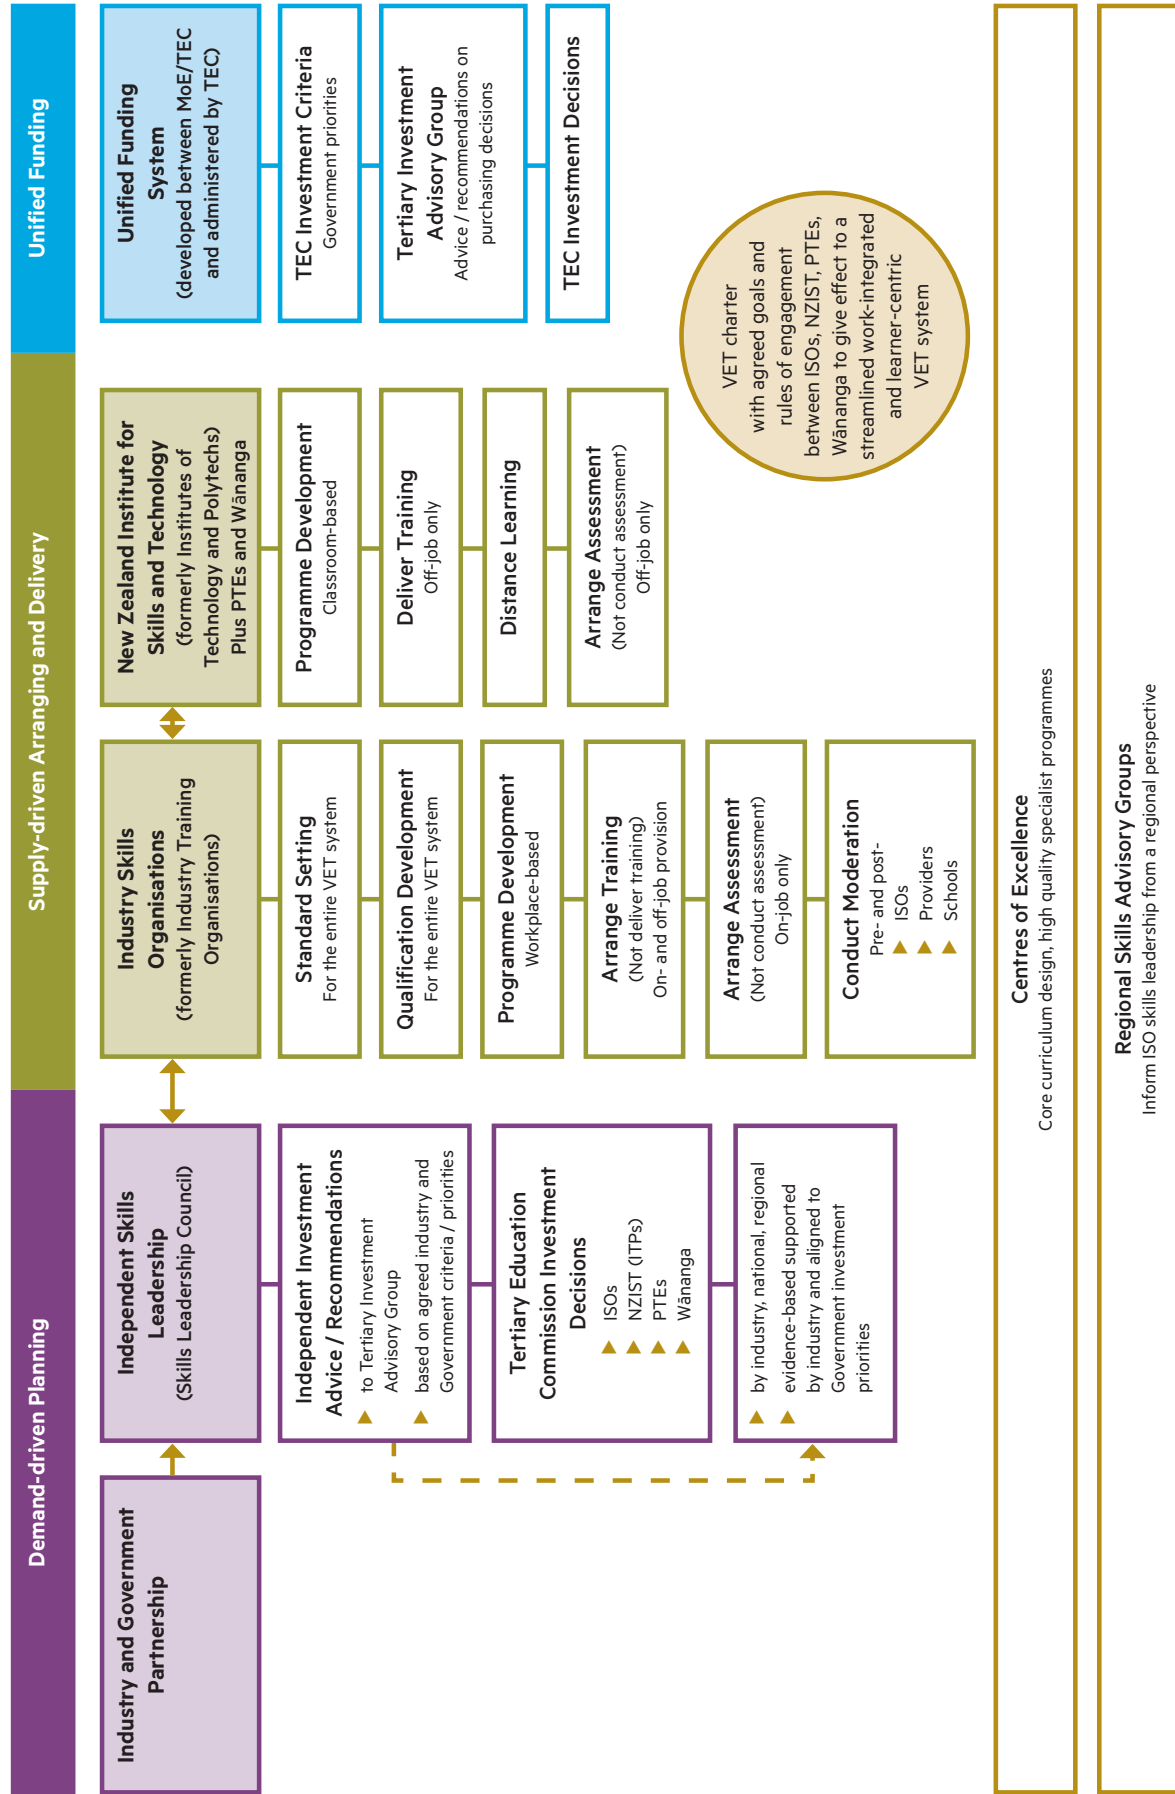 Demand-driven Planning
Supply-driven Arranging and Delivery
Unified Funding
Industry and Government
Partnership
Independent Skills
Leadership
(Skills Leadership Council)
Independent Investment
Advice / Recommendations
to Tertiary Investment
Advisory Group
based on agreed industry and
Government criteria / priorities
Tertiary Education
Commission Investment
Decisions
ISOs
NZIST (ITPs)
PTEs
Wānanga
by industry, national, regional
evidence-based supported
by industry and aligned to
Government investment
priorities
Industry Skills
Organisations
(formerly Industry Training
Organisations)
Standard Setting
For the entire VET system
Qualification Development
For the entire VET system
Programme Development
Workplace-based
Arrange Training
(Not deliver training)
On- and off-job provision
Arrange Assessment
(Not conduct assessment)
On-job only
Conduct Moderation
Pre- and post-
ISOs
Providers
Schools
New Zealand Institute for
Skills and Technology
(formerly Institutes of
Technology and Polytechs)
Plus PTEs and Wānanga
Programme Development
Classroom-based
Deliver Training
Off-job only
Distance Learning
Arrange Assessment
(Not conduct assessment)
Off-job only
Unified Funding
System
(developed between MoE/TEC
and administered by TEC)
TEC Investment Criteria
Government priorities
Tertiary Investment
Advisory Group
Advice / recommendations on
purchasing decisions
TEC Investment Decisions
VET charter
with agreed goals and
rules of engagement
between ISOs, NZIST, PTEs,
Wānanga to give effect to a
streamlined work-integrated
and learner-centric
VET system
Centres of Excellence
Core curriculum design, high quality specialist programmes
Regional Skills Advisory Groups
Inform ISO skills leadership from a regional perspective